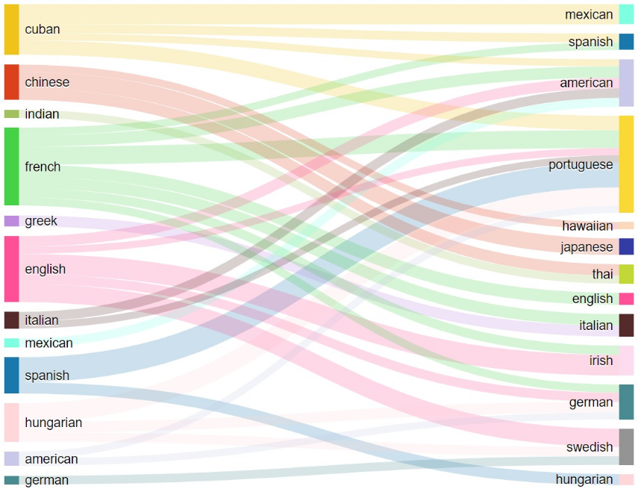 cuban
chinese
indian
french
greek
english
italian
mexican
spanish
hungarian
american
german
mexican
spanish
american
portuguese
hawaiian
japanese
thai
english
italian
irish
german
swedish
hungarian